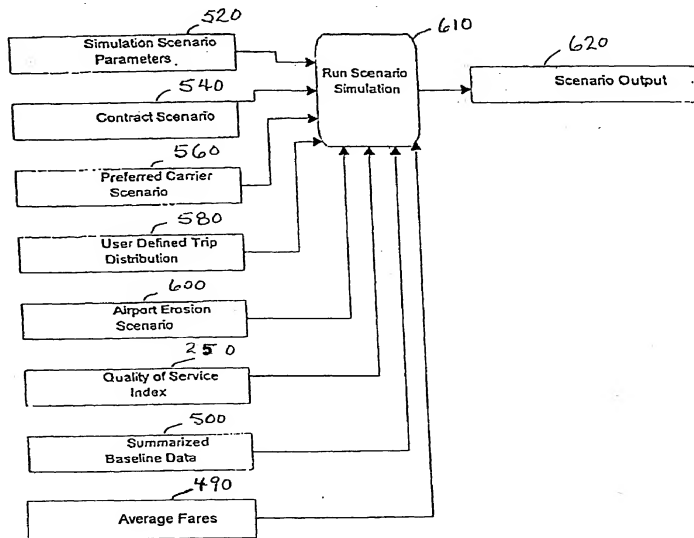 520
Simulation Scenario
Parameters
540
Contract Scenario
560
Preferred Carrier
Scenario
580
User Defined Trip
Distribution
600
Airport Erosion
Scenario
250
Quality of Service
Index
500
Summarized
Baseline Data
490
Average Fares
610
Run Scenario
Simulation
620
Scenario Output